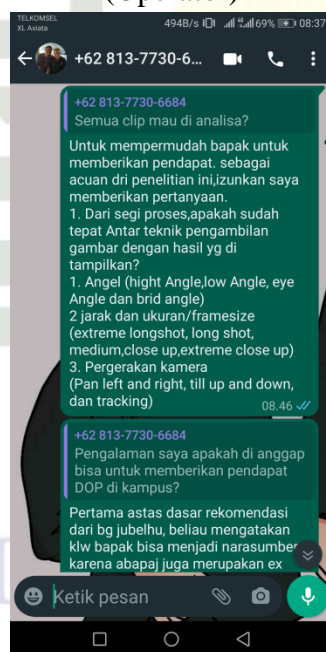 (Operator)
TELKOMSEL
XL Axiata
494B/s
69%
08:37
+62 813-7730-6...
+62 813-7730-6684
Semua clip mau di analisa?
Untuk mempermudah bapak untuk
memberikan pendapat. sebagai
acuan dri penelitian ini,izunkan saya
memberikan pertanyaan.
1. Dari segi proses,apakah sudah
tepat Antar teknik pengambilan
gambar dengan hasil yg di
tampilkan?
1. Angel (hight Angle,low Angle, eye
Angle dan brid angle)
2 jarak dan ukuran/framesize
(extreme longshot, long shot,
medium,close up,extreme close up)
3. Pergerakan kamera
(Pan left and right, till up and down,
dan tracking)
08.46
+62 813-7730-6684
Pengalaman saya apakah di anggap
bisa untuk memberikan pendapat
DOP di kampus?
Pertama astas dasar rekomendasi
dari bg jubelhu, beliau mengatakan
klw bapak bisa menjadi narasumber
karena abapaj juga merupakan ex
Ketik pesan